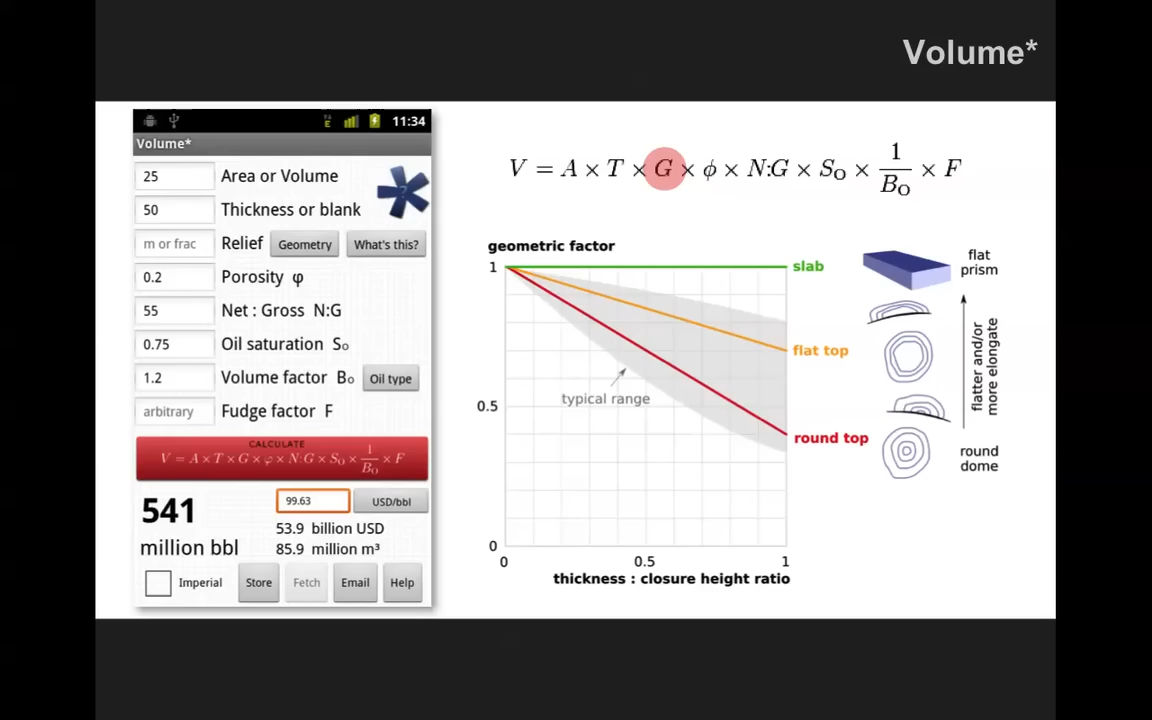 Volume*
11:34
Volume*
25 Area or Volume
50 Thickness or blank
m or frac Relief Geometry What's this?
0.2 Porosity φ
55 Net : Gross N:G
0.75 Oil saturation So
1.2 Volume factor Bo Oil type
arbitrary Fudge factor F
CALCULATE
V = A × T × G × φ × N:G × So × 1/Bo × F
541
million bbl
99.63 USD/bbl
53.9 billion USD
85.9 million m³
Imperial Store Fetch Email Help
V = A × T × G × ϕ × N:G × SO × 1/BO × F
geometric factor
1
0.5
0
slab
flat top
round top
typical range
0 0.5 1
thickness : closure height ratio
flat
prism
flatter and/or
more elongate
round
dome